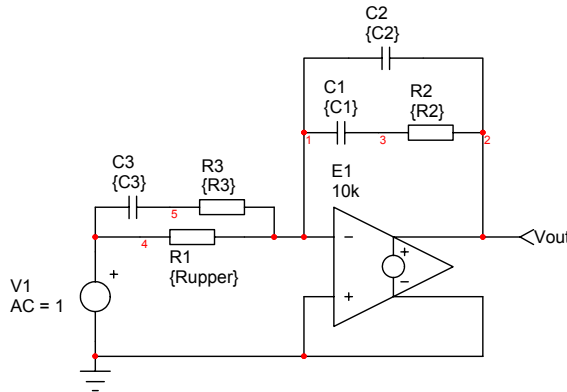 C2
{C2}
C1
{C1}
R2
{R2}
1
3
2
E1
10k
C3
{C3}
R3
{R3}
5
4
R1
{Rupper}
Vout
V1
AC = 1
+
−
+
+
−